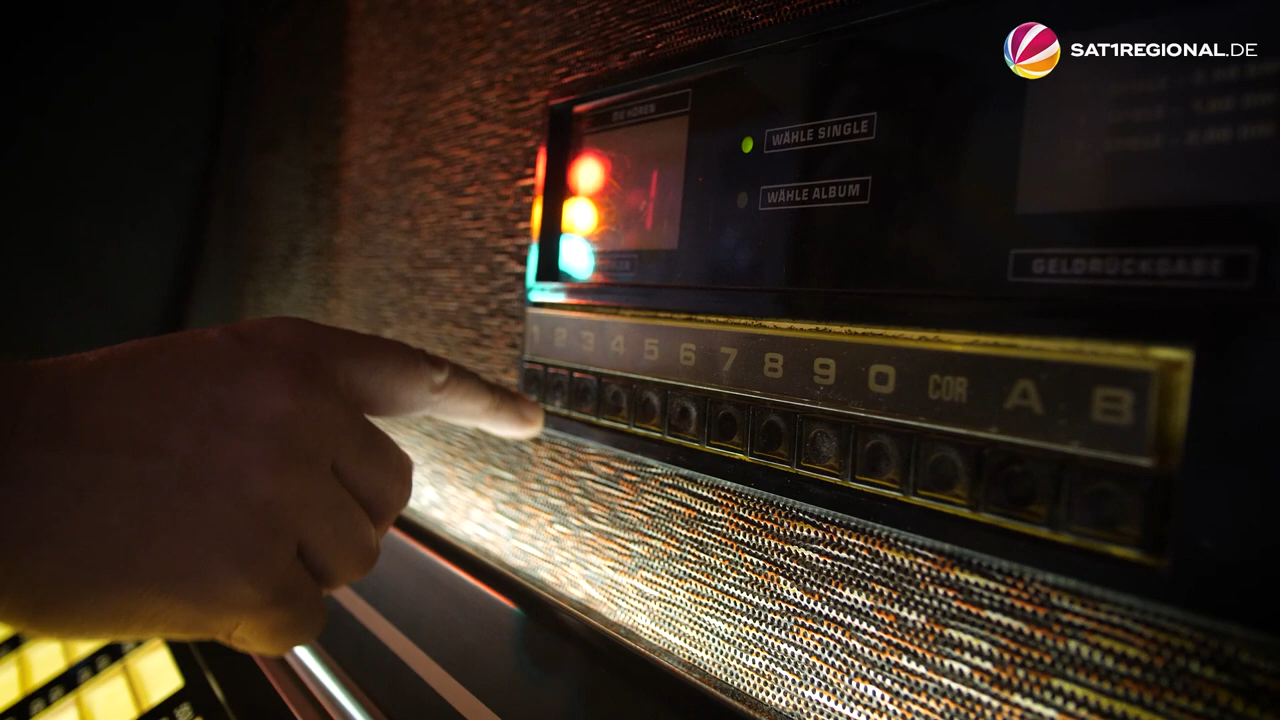 SAT1REGIONAL.DE
WÄHLE SINGLE
WÄHLE ALBUM
GELDRÜCKGABE
1 2 3 4 5 6 7 8 9 0 COR A B